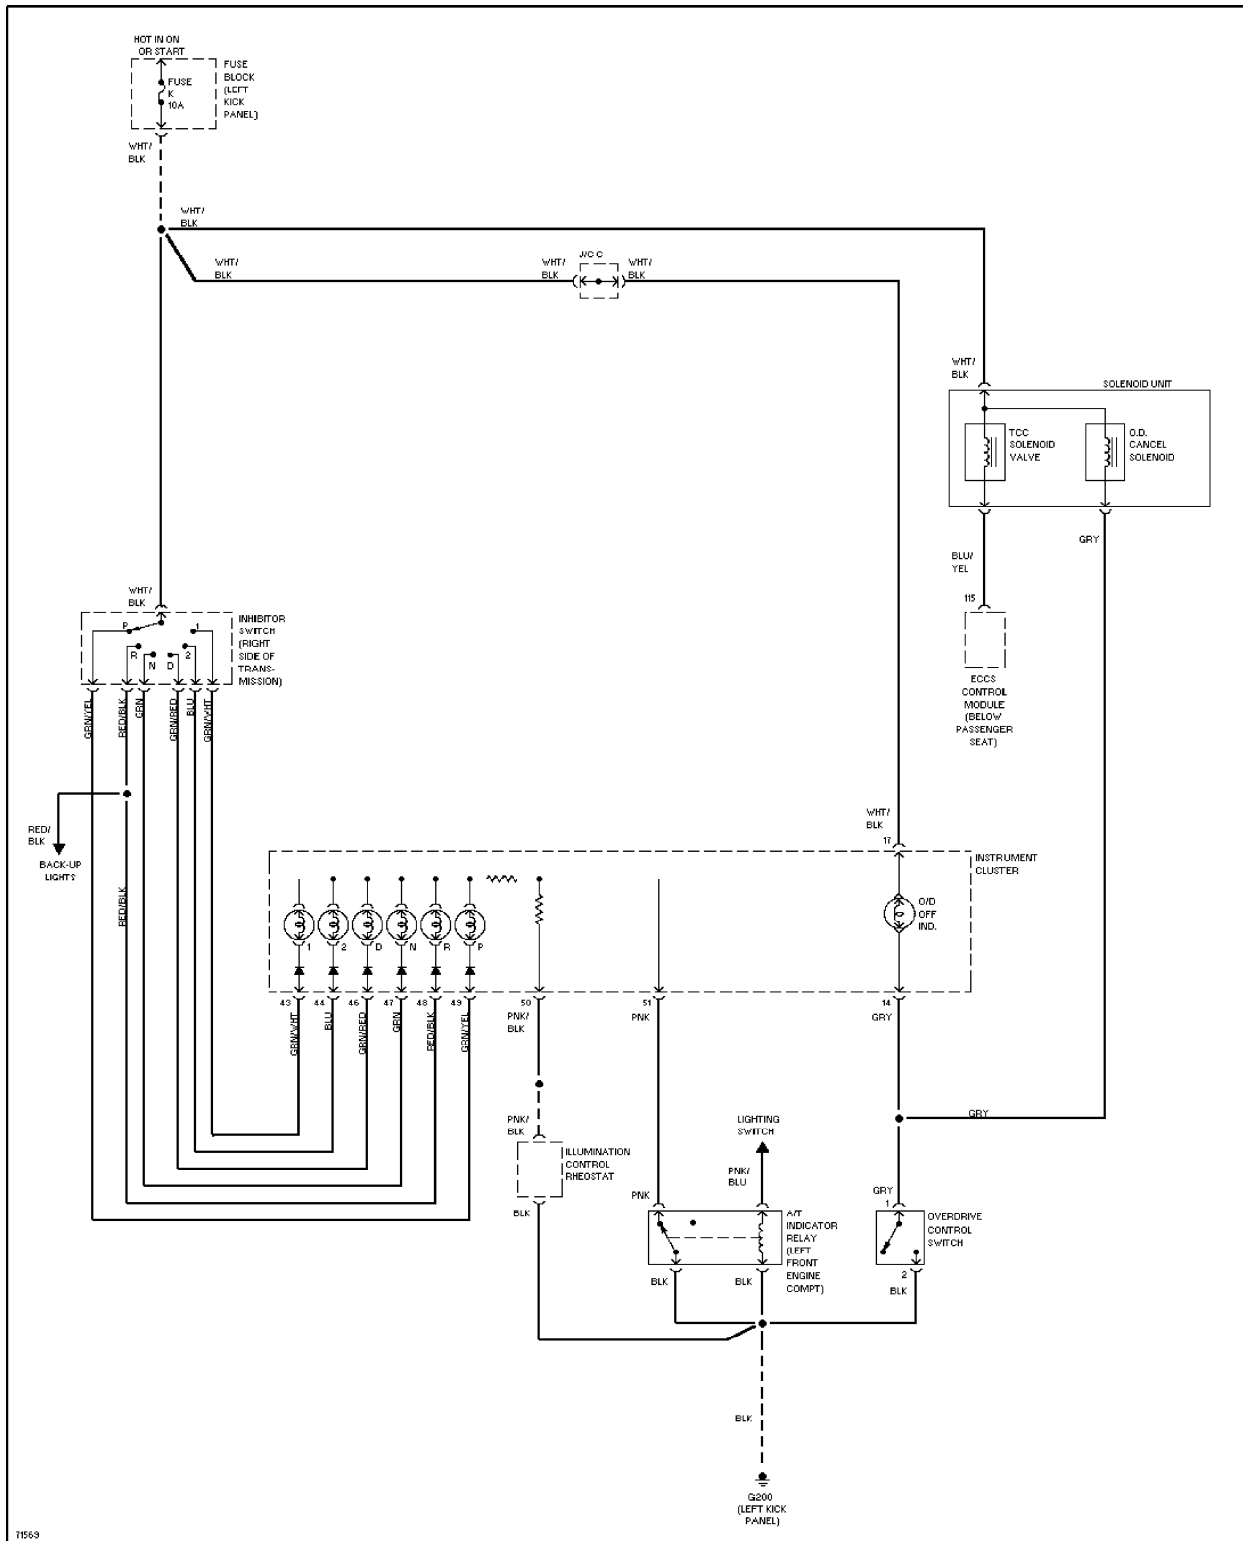 HOT IN ON
OR START
FUSE
K
10A
FUSE
BLOCK
(LEFT
KICK
PANEL)
WHT/
BLK
WHT/
BLK
WHT/
BLK
WHT/
BLK
J/C C
WHT/
BLK
WHT/
BLK
SOLENOID UNIT
TCC
SOLENOID
VALVE
O.D.
CANCEL
SOLENOID
BLU/
YEL
GRY
115
ECCS
CONTROL
MODULE
(BELOW
PASSENGER
SEAT)
WHT/
BLK
INHIBITOR
SWITCH
(RIGHT
SIDE OF
TRANS-
MISSION)
P
R
N
D
2
1
GRN/YEL
RED/BLK
GRN
GRN/RED
BLU
GRN/WHT
RED/
BLK
BACK-UP
LIGHTS
RED/BLK
WHT/
BLK
17
INSTRUMENT
CLUSTER
O/D
OFF
IND.
1
2
D
N
R
P
43
44
46
47
48
49
50
51
14
GRN/WHT
BLU
GRN/RED
GRN
RED/BLK
GRN/YEL
PNK/
BLK
PNK
GRY
GRY
PNK/
BLK
ILLUMINATION
CONTROL
RHEOSTAT
BLK
LIGHTING
SWITCH
PNK/
BLU
PNK
A/T
INDICATOR
RELAY
(LEFT
FRONT
ENGINE
COMPT)
BLK
BLK
GRY
1
OVERDRIVE
CONTROL
SWITCH
2
BLK
BLK
G200
(LEFT KICK
PANEL)
71569